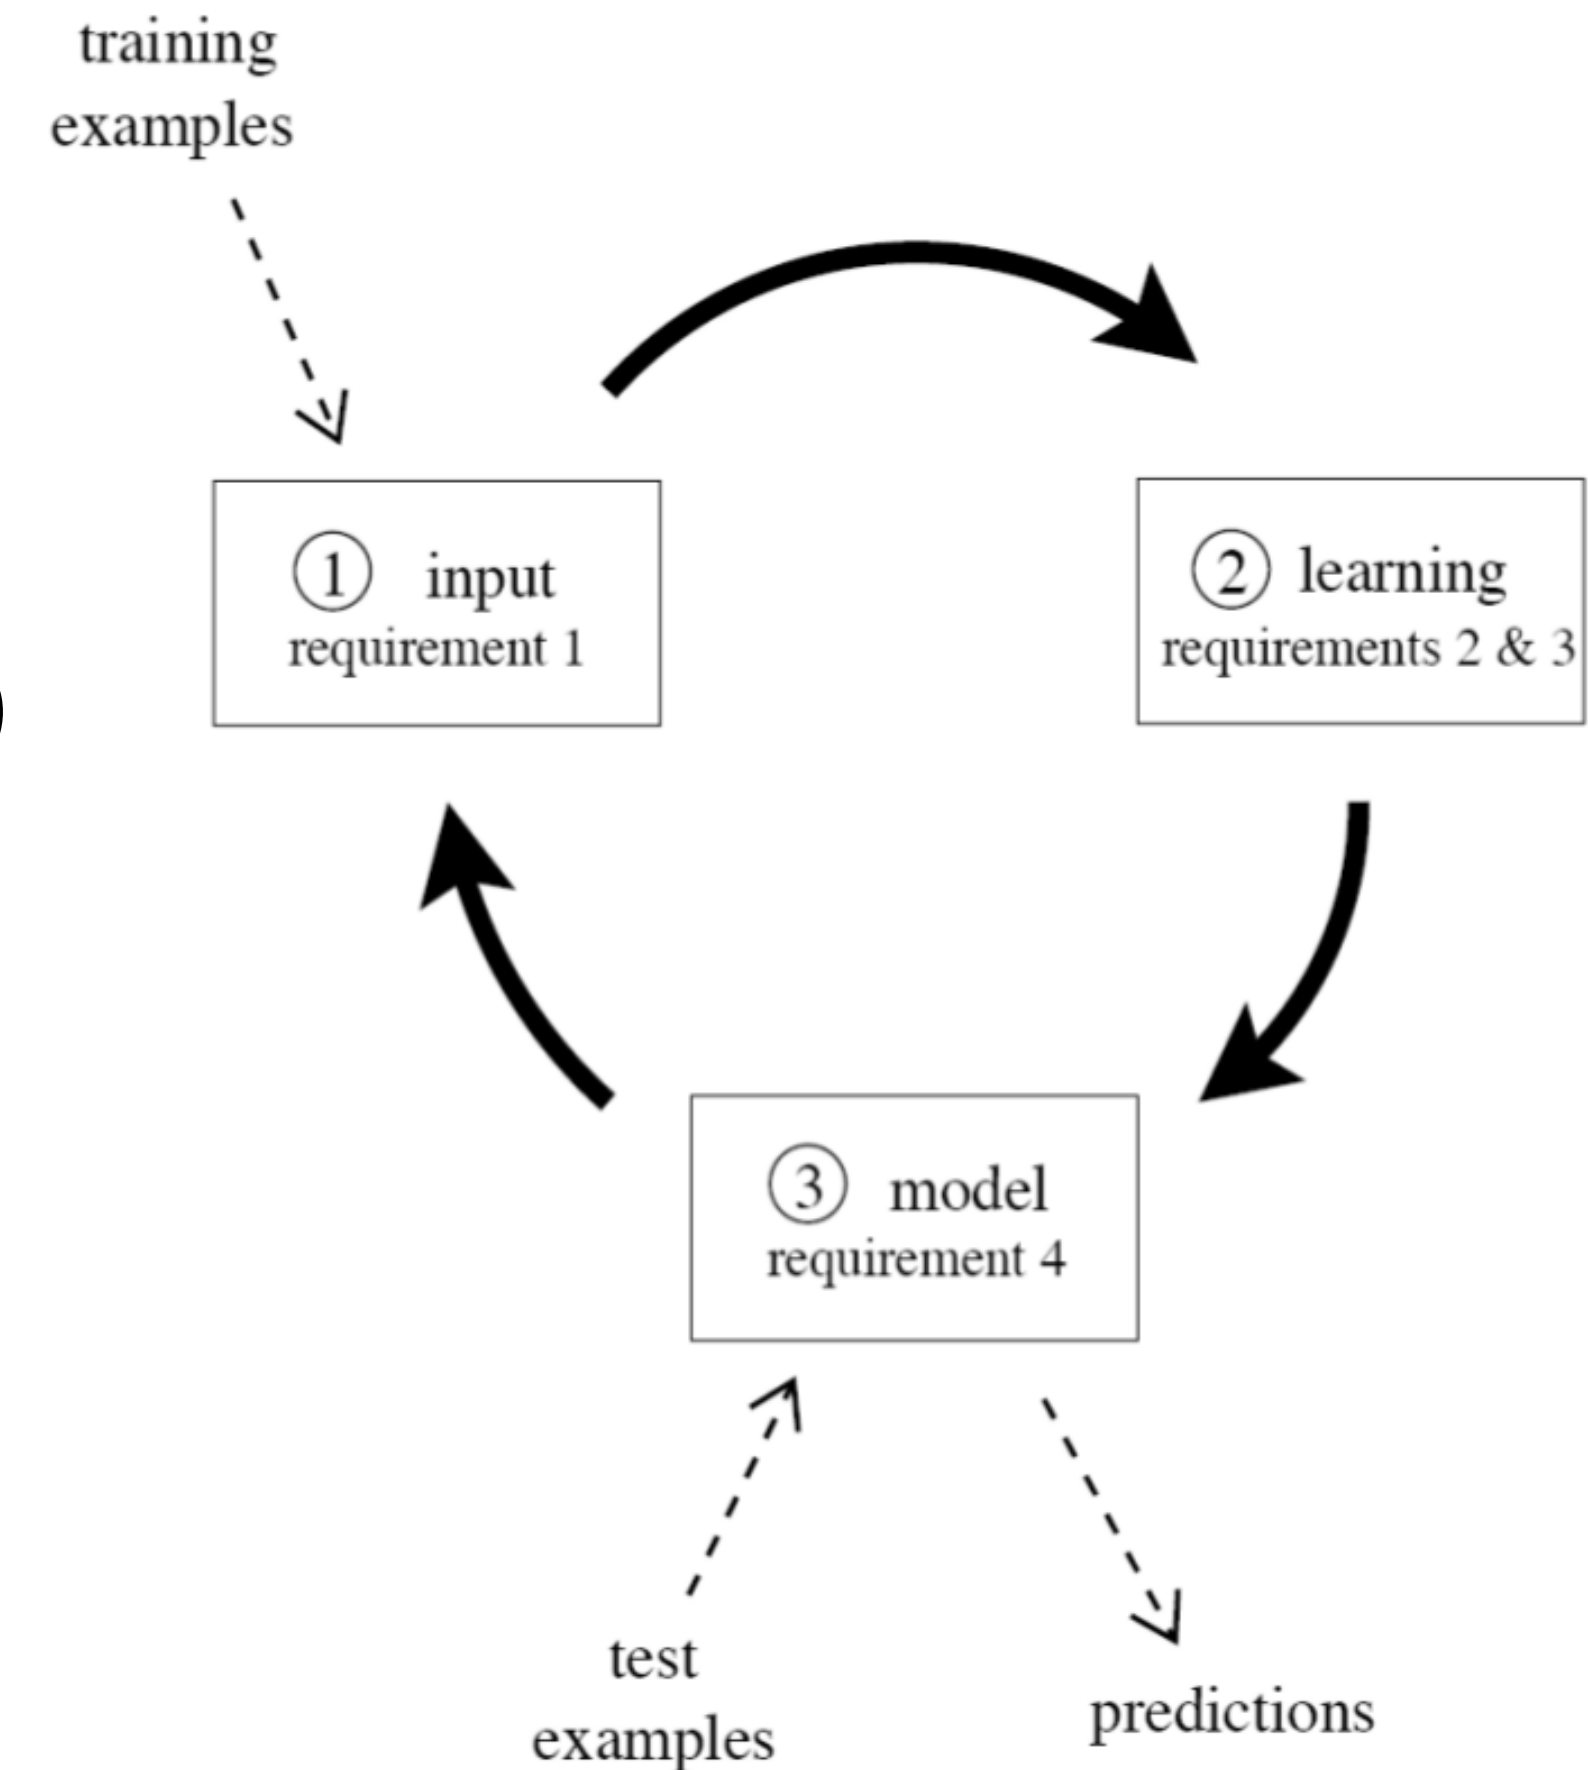 training
examples
① input
requirement 1
② learning
requirements 2 & 3
③ model
requirement 4
test
examples
predictions
)